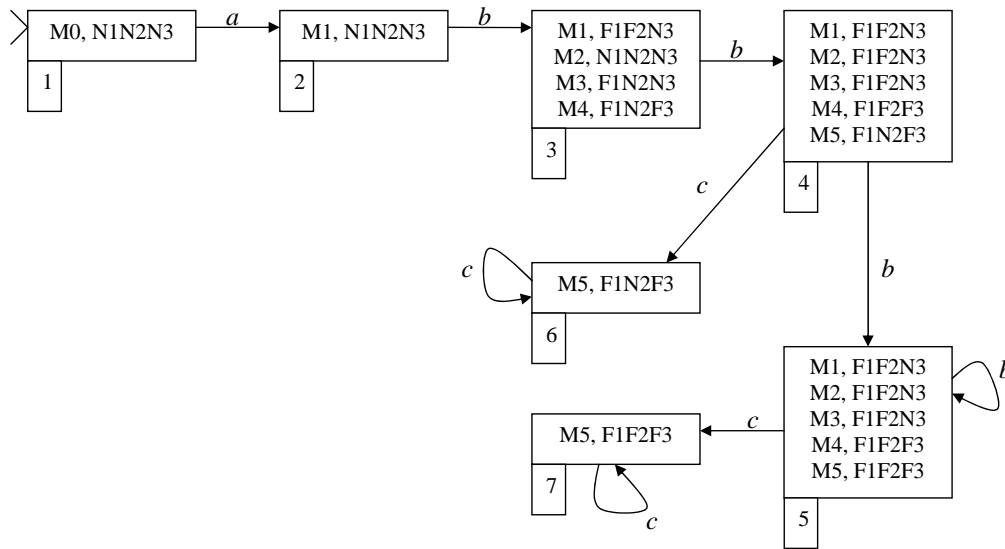 M0, N1N2N3
1
a
M1, N1N2N3
2
b
M1, F1F2N3
M2, N1N2N3
M3, F1N2N3
M4, F1N2F3
3
b
M1, F1F2N3
M2, F1F2N3
M3, F1F2N3
M4, F1F2F3
M5, F1N2F3
4
c
b
c
M5, F1N2F3
6
M1, F1F2N3
M2, F1F2N3
M3, F1F2N3
M4, F1F2F3
M5, F1F2F3
5
b
c
M5, F1F2F3
7
c